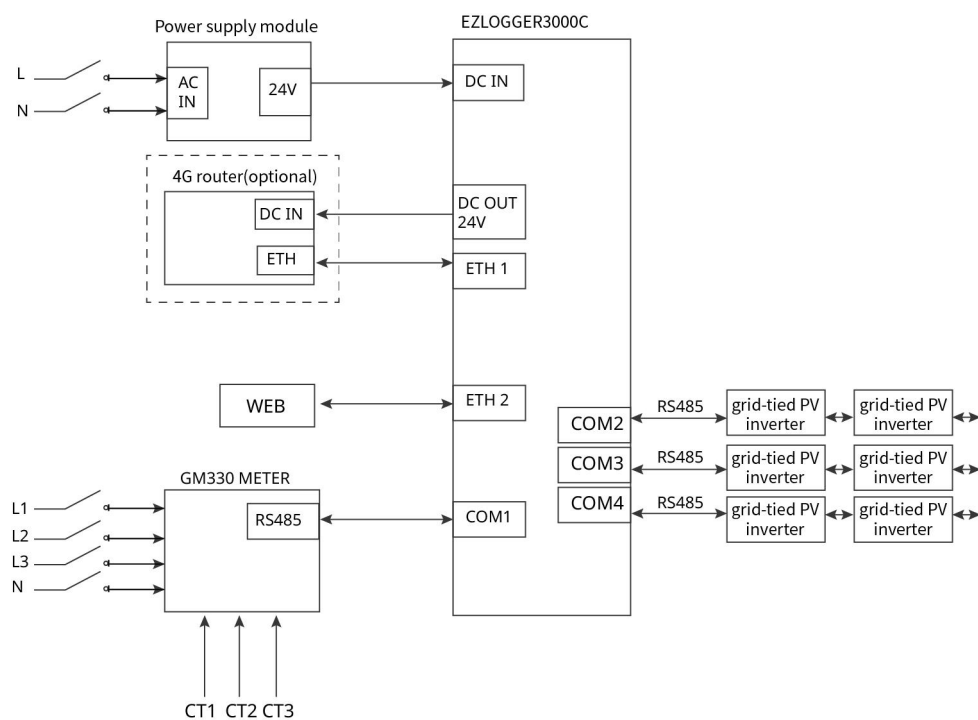 Power supply module
EZLOGGER3000C
L
N
AC
IN
24V
DC IN
4G router(optional)
DC IN
ETH
DC OUT
24V
ETH 1
WEB
ETH 2
COM2
RS485
grid-tied PV
inverter
grid-tied PV
inverter
COM3
RS485
grid-tied PV
inverter
grid-tied PV
inverter
COM4
RS485
grid-tied PV
inverter
grid-tied PV
inverter
GM330 METER
L1
L2
L3
N
RS485
COM1
CT1 CT2 CT3